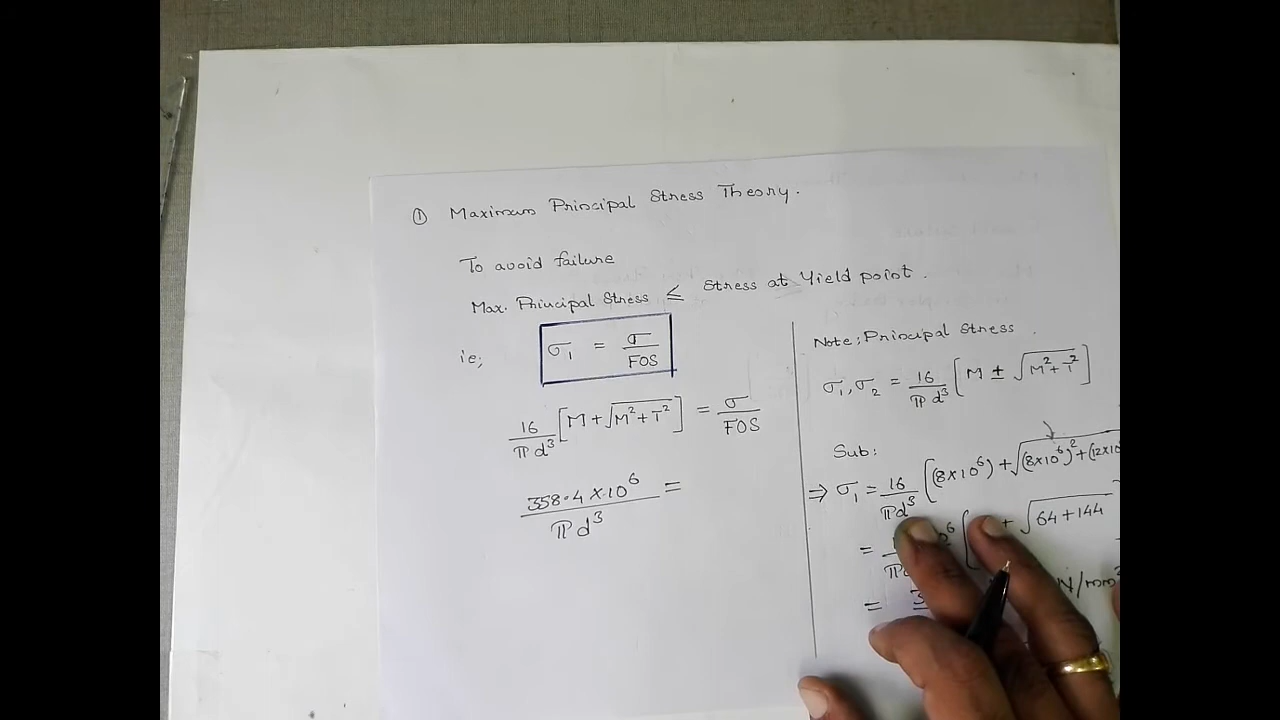 ① Maximum Principal Stress Theory.
To avoid failure
Max. Principal Stress ≤ Stress at Yield point.
ie; σ₁ = σ/FOS
16/πd³ [M + √(M² + T²)] = σ/FOS
358.4 × 10⁶/πd³ =
Note: Principal Stress.
σ₁, σ₂ = 16/πd³ [M ± √(M² + T²)]
Sub:
⇒ σ₁ = 16/πd³ [(8×10⁶) + √((8×10⁶)² + (12×10
= + √(64+144)
= N/mm²